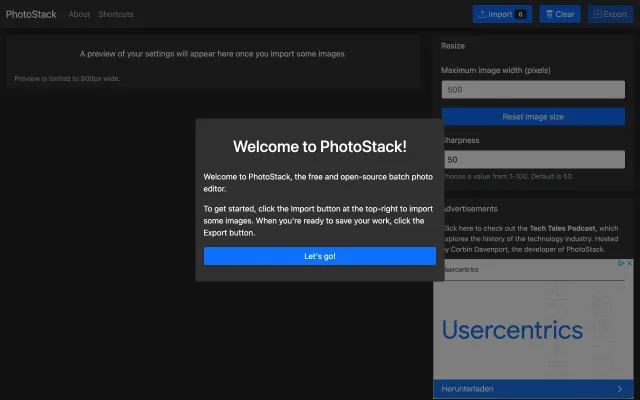 PhotoStack About Shortcuts Import 0 Clear Export
A preview of your settings will appear here once you import some images.
Preview is limited to 800px wide.
Resize
Maximum image width (pixels)
500
Reset image size
Sharpness
50
Choose a value from 1-100. Default is 50.
Welcome to PhotoStack!
Welcome to PhotoStack, the free and open-source batch photo
editor.
To get started, click the Import button at the top-right to import
some images. When you're ready to save your work, click the
Export button.
Let's go!
Advertisements
Click here to check out the Tech Tales Podcast, which
explores the history of the technology industry. Hosted
by Corbin Davenport, the developer of PhotoStack.
Usercentrics
Usercentrics
Herunterladen